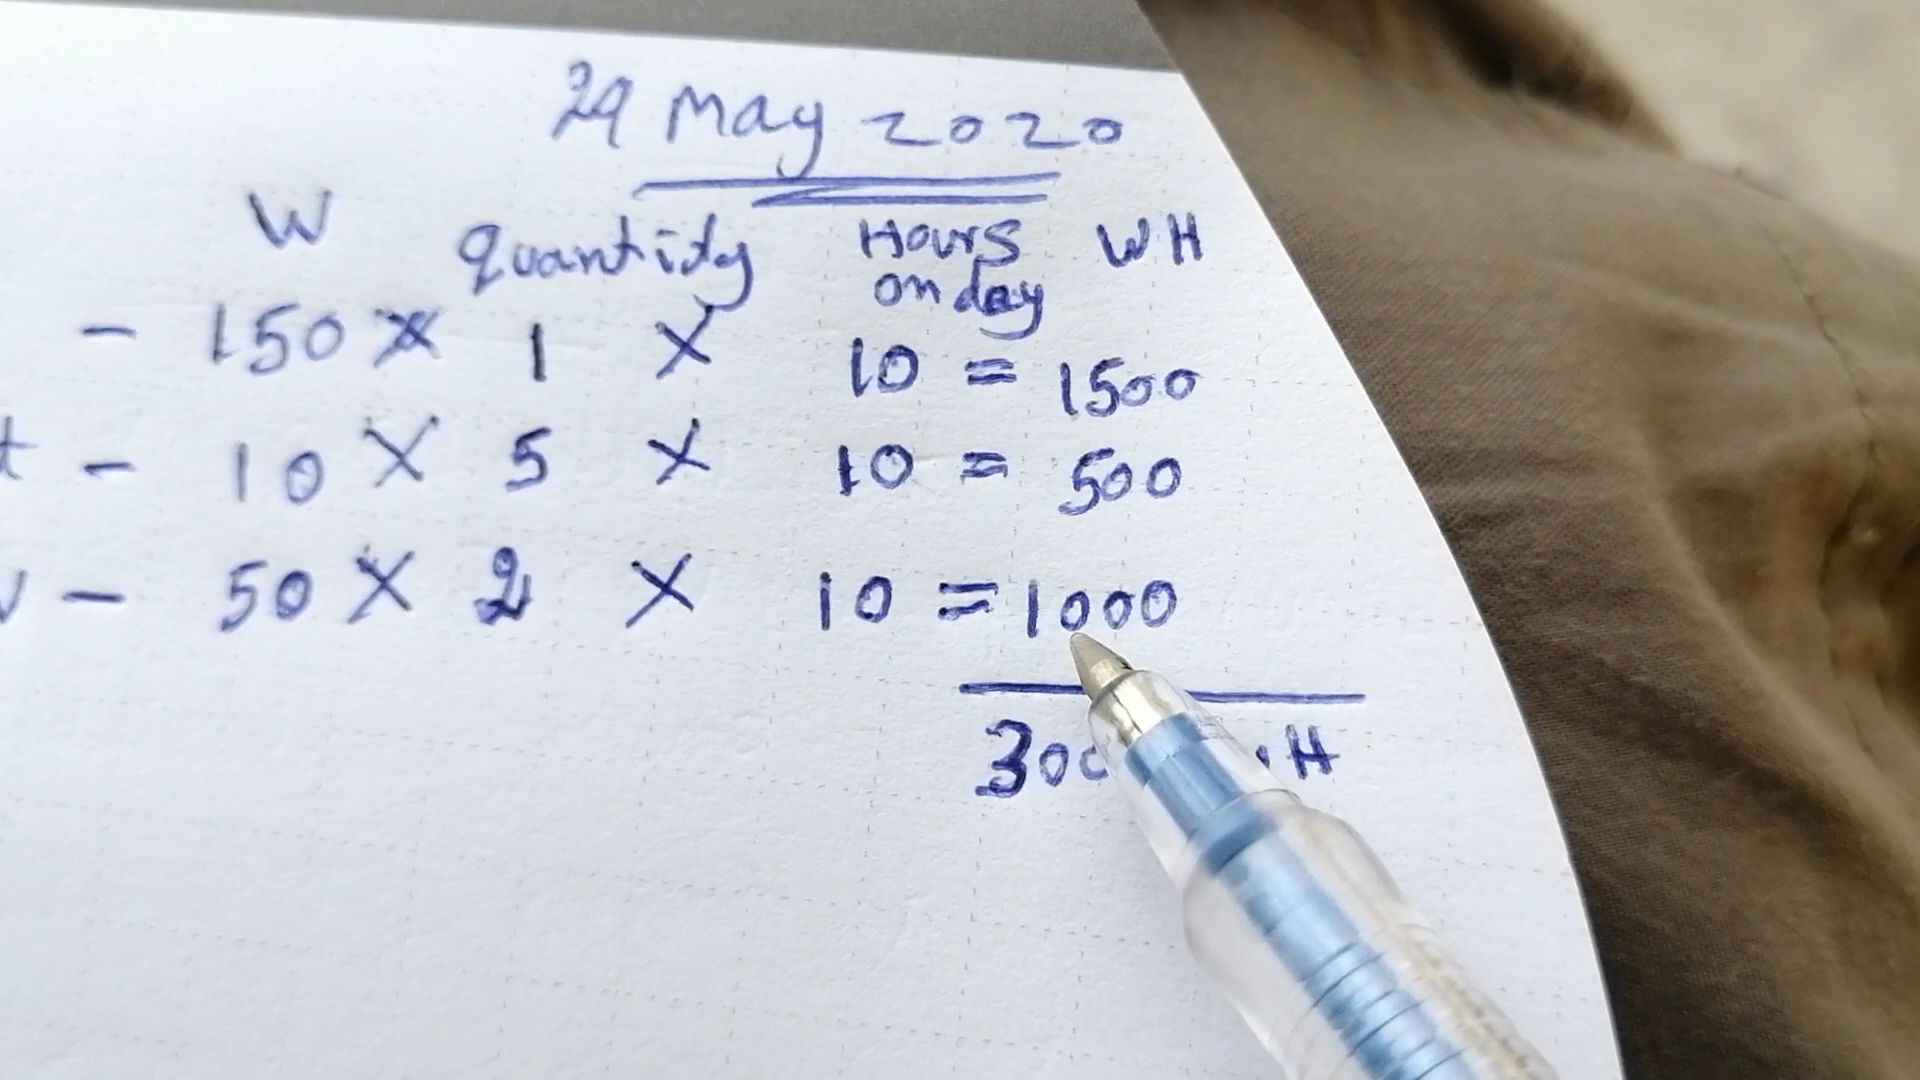 29 May 2020
W quantity Hours on day WH
- 150 x 1 x 10 = 1500
t - 10 x 5 x 10 = 500
- 50 x 2 x 10 = 1000
300 H